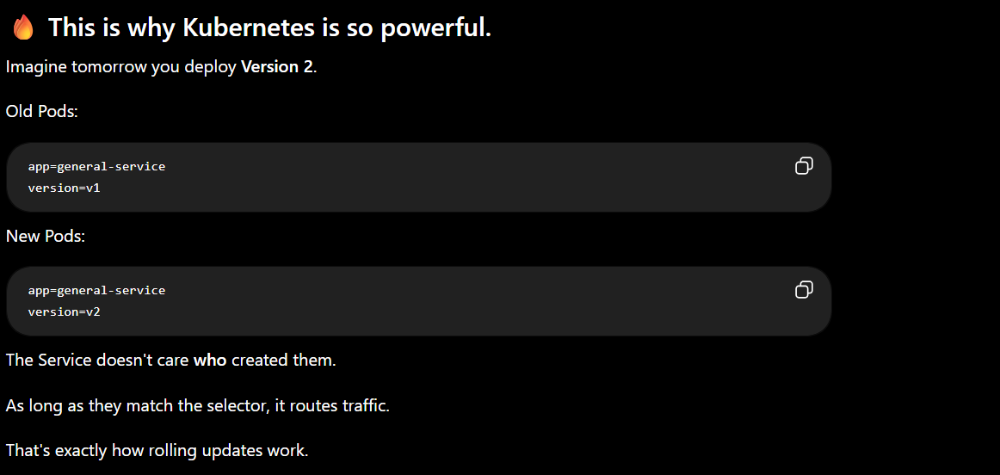 🔥 This is why Kubernetes is so powerful.
Imagine tomorrow you deploy Version 2.
Old Pods:
app=general-service
version=v1
New Pods:
app=general-service
version=v2
The Service doesn't care who created them.
As long as they match the selector, it routes traffic.
That's exactly how rolling updates work.